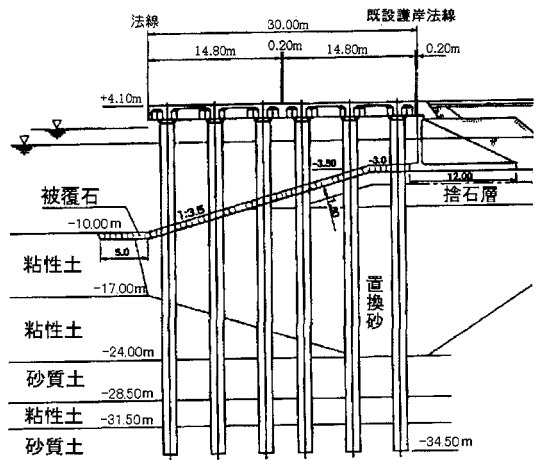 法線
30.00m
既設護岸法線
14.80m
0.20m
14.80m
0.20m
+4.10m
-3.50
-3.0
12.00
被覆石
1:3.5
捨石層
-10.00m
1.50
5.0
粘性土
置換砂
-17.00m
粘性土
-24.00m
砂質土
-28.50m
粘性土
-31.50m
砂質土
-34.50m